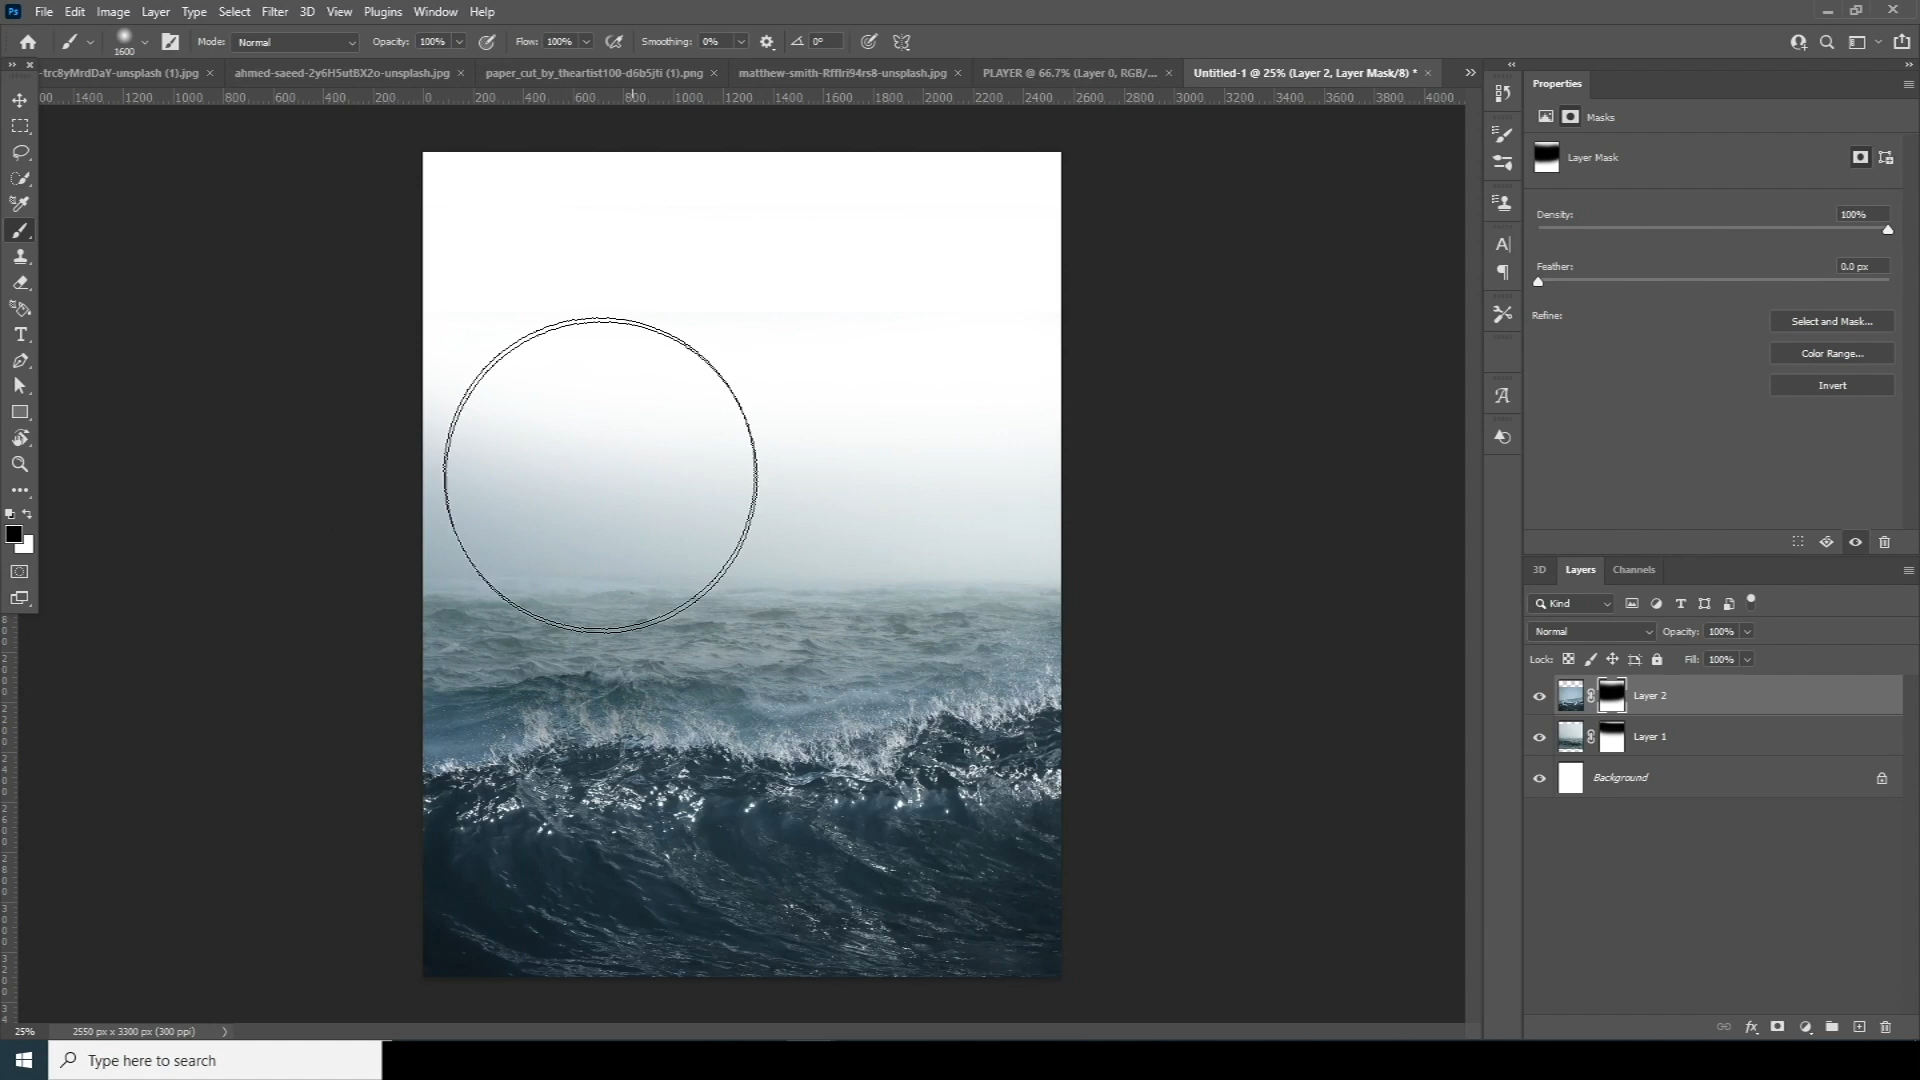 Ps File Edit Image Layer Type Select Filter 3D View Plugins Window Help
1600 Mode: Normal Opacity: 100% Flow: 100% Smoothing: 0% 0°
-trc8yMrdDaY-unsplash (1).jpg × ahmed-saeed-2y6H5utBX2o-unsplash.jpg × paper_cut_by_theartist100-d6b5jti (1).png × matthew-smith-Rfflri94rs8-unsplash.jpg × PLAYER @ 66.7% (Layer 0, RGB/... × Untitled-1 @ 25% (Layer 2, Layer Mask/8) * ×
00 1400 1200 1000 800 600 400 200 0 200 400 600 800 1000 1200 1400 1600 1800 2000 2200 2400 2600 2800 3000 3200 3400 3600 3800 4000
Properties
Masks
Layer Mask
Density: 100%
Feather: 0.0 px
Refine: Select and Mask...
Color Range...
Invert
3D Layers Channels
Kind
Normal Opacity: 100%
Lock: Fill: 100%
Layer 2
Layer 1
Background
25% 2550 px x 3300 px (300 ppi)
Type here to search